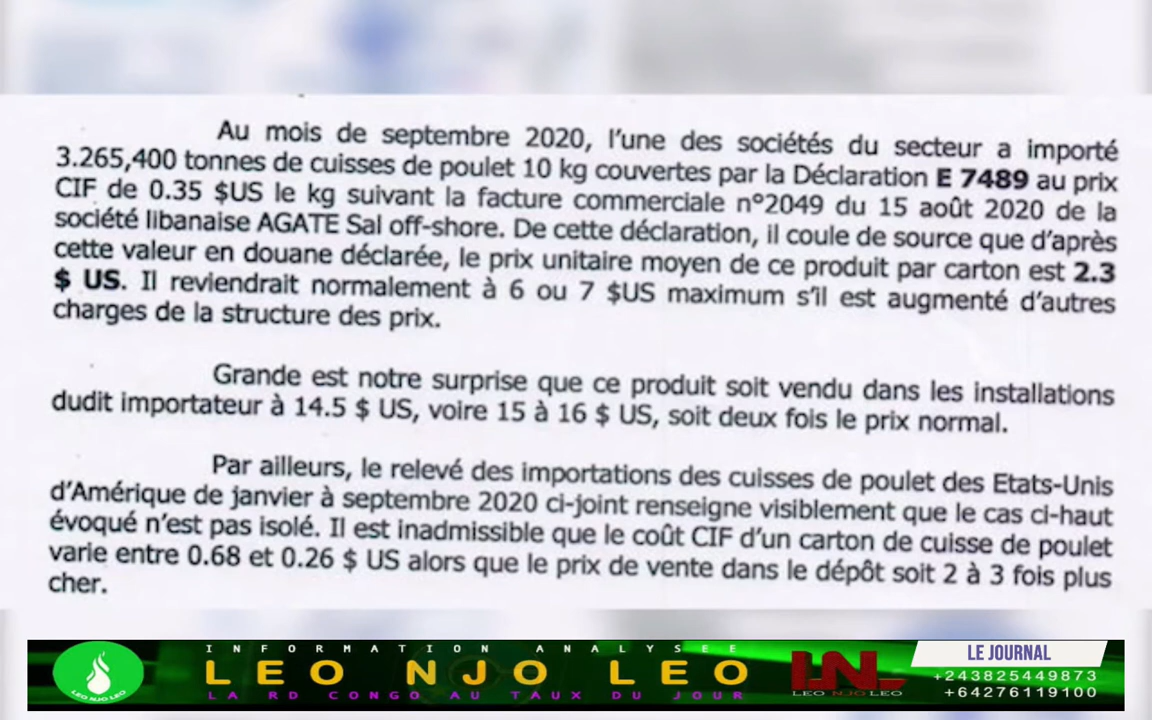 Au mois de septembre 2020, l'une des sociétés du secteur a importé
3.265,400 tonnes de cuisses de poulet 10 kg couvertes par la Déclaration E 7489 au prix
CIF de 0.35 $US le kg suivant la facture commerciale n°2049 du 15 août 2020 de la
société libanaise AGATE Sal off-shore. De cette déclaration, il coule de source que d'après
cette valeur en douane déclarée, le prix unitaire moyen de ce produit par carton est 2.3
$ US. Il reviendrait normalement à 6 ou 7 $US maximum s'il est augmenté d'autres
charges de la structure des prix.
Grande est notre surprise que ce produit soit vendu dans les installations
dudit importateur à 14.5 $ US, voire 15 à 16 $ US, soit deux fois le prix normal.
Par ailleurs, le relevé des importations des cuisses de poulet des Etats-Unis
d'Amérique de janvier à septembre 2020 ci-joint renseigne visiblement que le cas ci-haut
évoqué n'est pas isolé. Il est inadmissible que le coût CIF d'un carton de cuisse de poulet
varie entre 0.68 et 0.26 $ US alors que le prix de vente dans le dépôt soit 2 à 3 fois plus
cher.
INFORMATION ANALYSEE
LEO NJO LEO
LA RD CONGO AU TAUX DU JOUR
LEO NJO LEO
LNL
LEO NJO LEO
LE JOURNAL
+243825449873
+64276119100